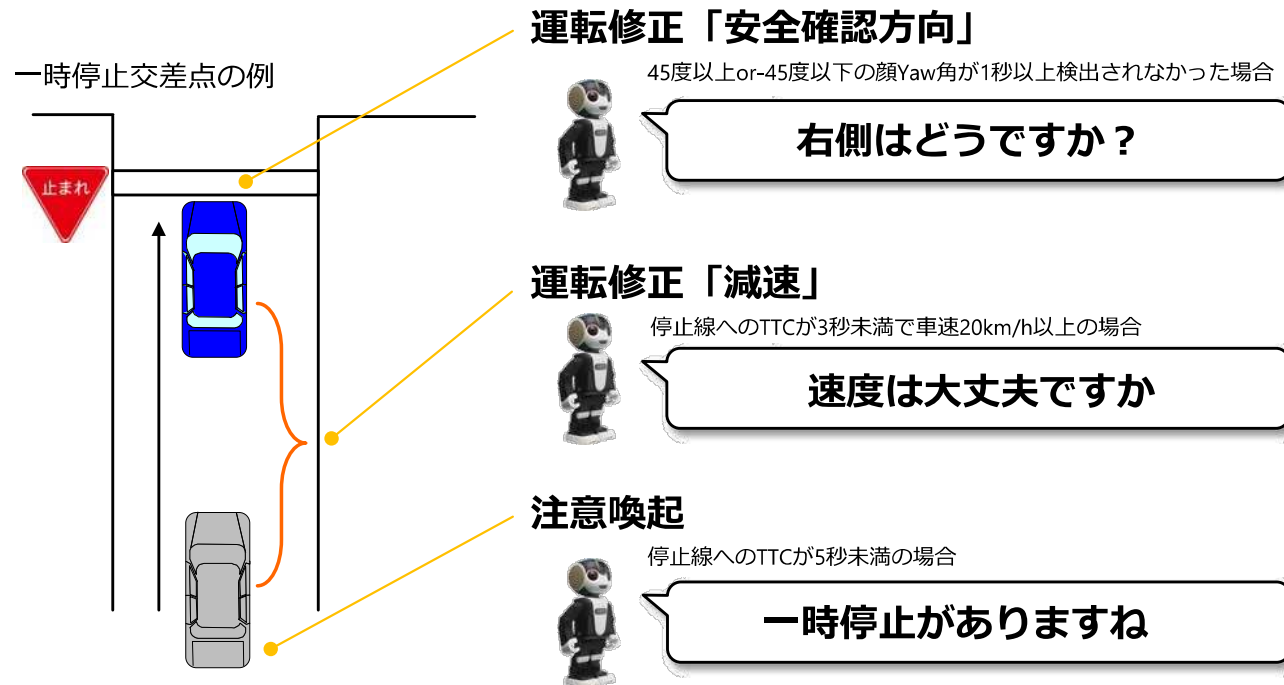 運転修正「安全確認方向」
一時停止交差点の例
45度以上or-45度以下の顔Yaw角が1秒以上検出されなかった場合
右側はどうですか？
止まれ
運転修正「減速」
停止線へのTTCが3秒未満で車速20km/h以上の場合
速度は大丈夫ですか
注意喚起
停止線へのTTCが5秒未満の場合
一時停止がありますね